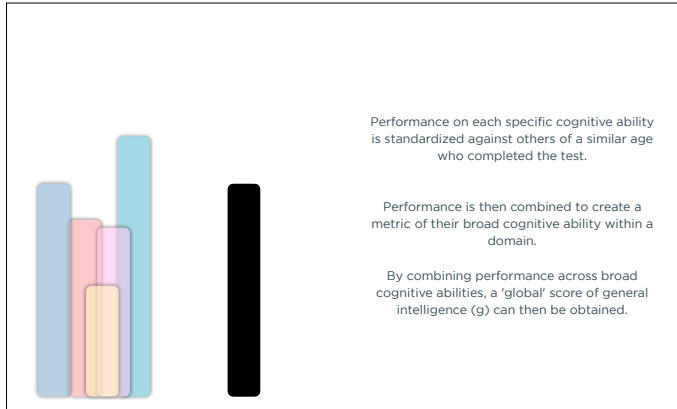 Performance on each specific cognitive ability
is standardized against others of a similar age
who completed the test.
Performance is then combined to create a
metric of their broad cognitive ability within a
domain.
By combining performance across broad
cognitive abilities, a 'global' score of general
intelligence (g) can then be obtained.